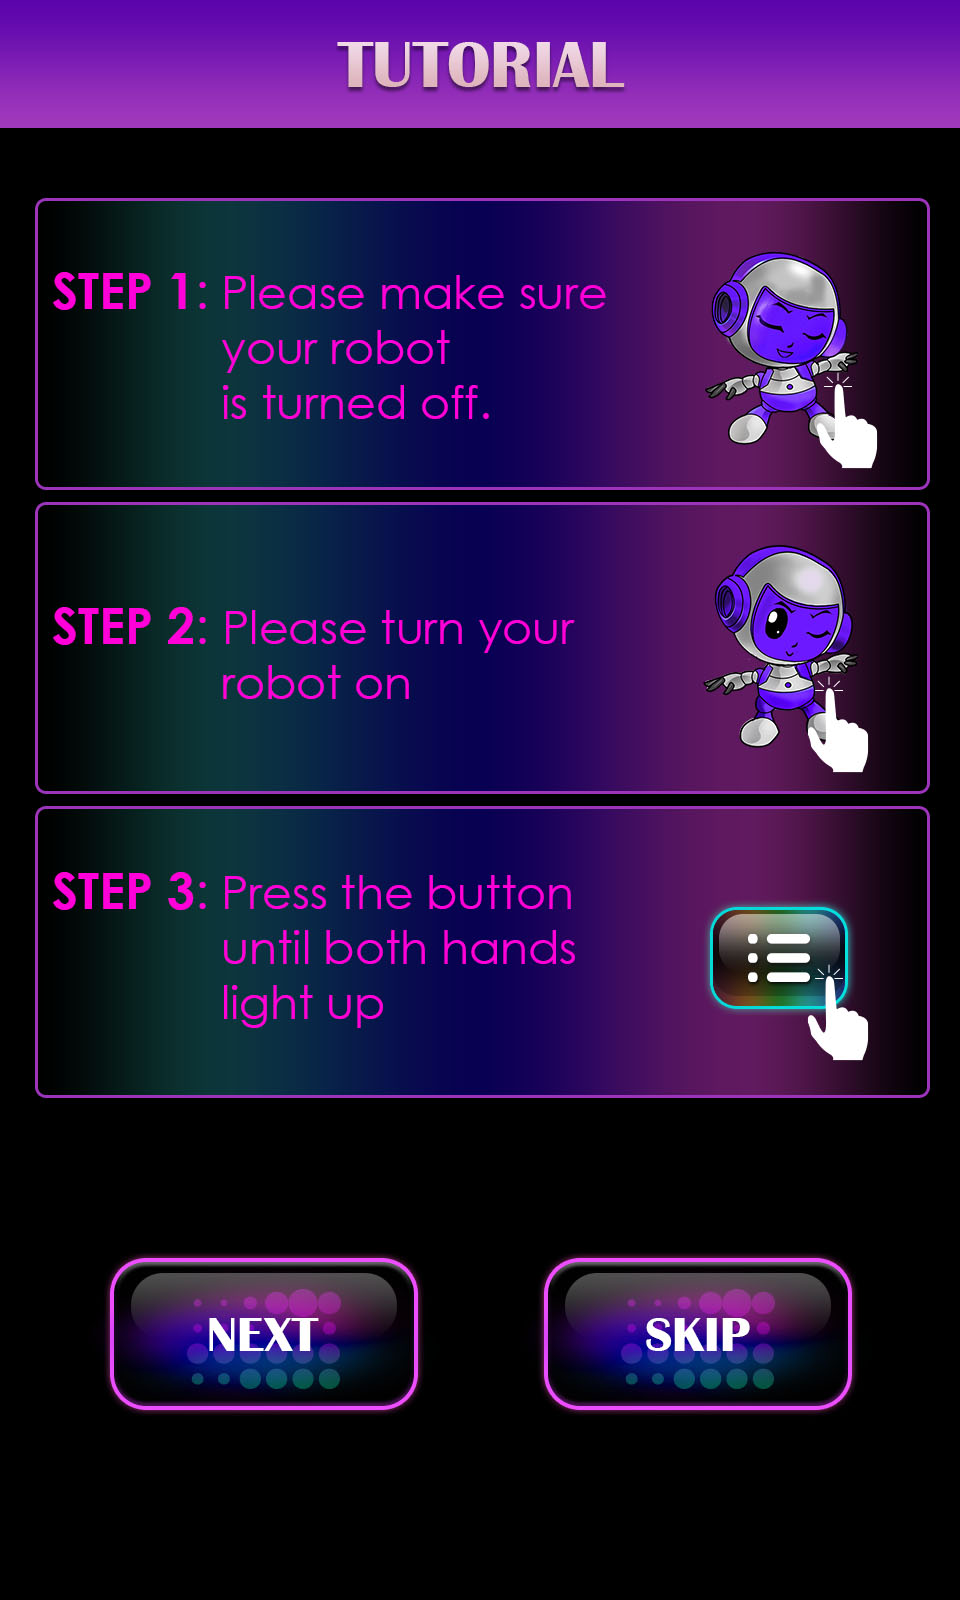 TUTORIAL
STEP 1: Please make sure
your robot
is turned off.
STEP 2: Please turn your
robot on
STEP 3: Press the button
until both hands
light up
NEXT
SKIP